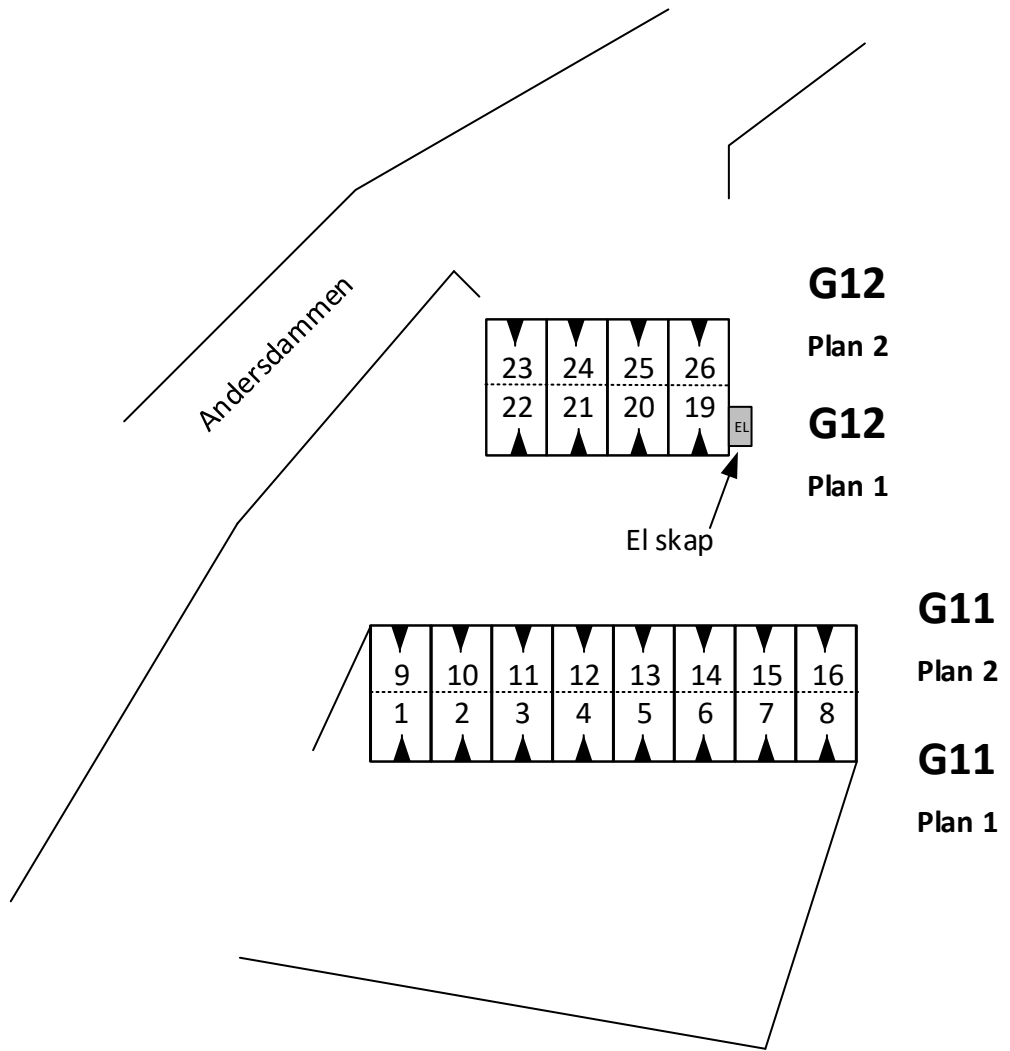 G12
Andersdammen
Plan 2
23 24 25 26
22 21 20 19
G12
EL
Plan 1
El skap
G11
9 10 11 12 13 14 15 16
Plan 2
1 2 3 4 5 6 7 8
G11
Plan 1